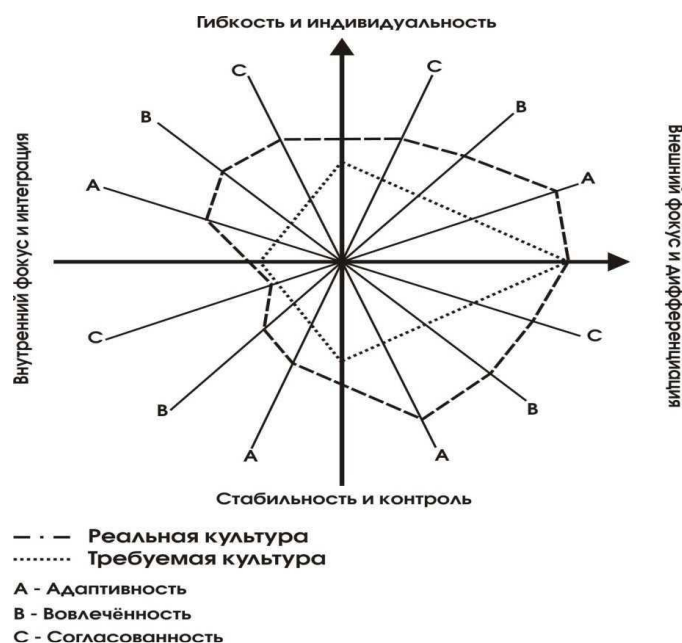 Гибкость и индивидуальность
C
C
B
B
A
A
Внутренний фокус и интеграция
Внешний фокус и дифференциация
C
C
B
B
A
A
Стабильность и контроль
Реальная культура
Требуемая культура
A - Адаптивность
B - Вовлечённость
C - Согласованность